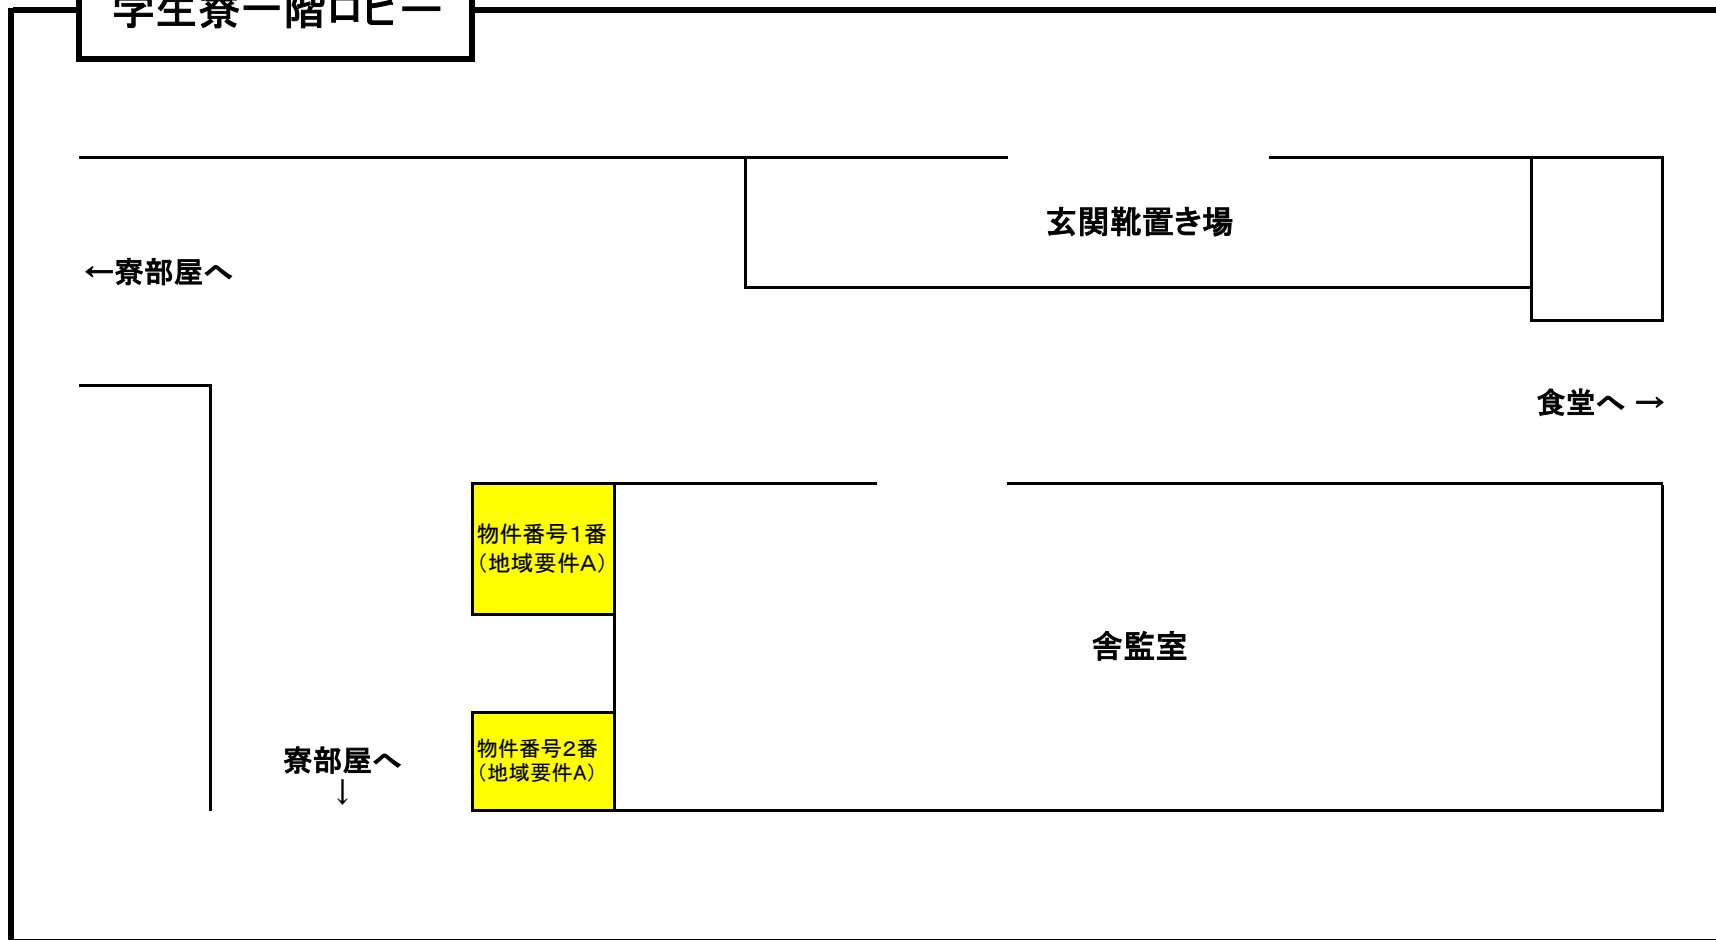 学生寮一階ロビー
玄関靴置き場
←寮部屋へ
食堂へ →
物件番号1番
（地域要件A）
舎監室
物件番号2番
（地域要件A）
寮部屋へ
↓